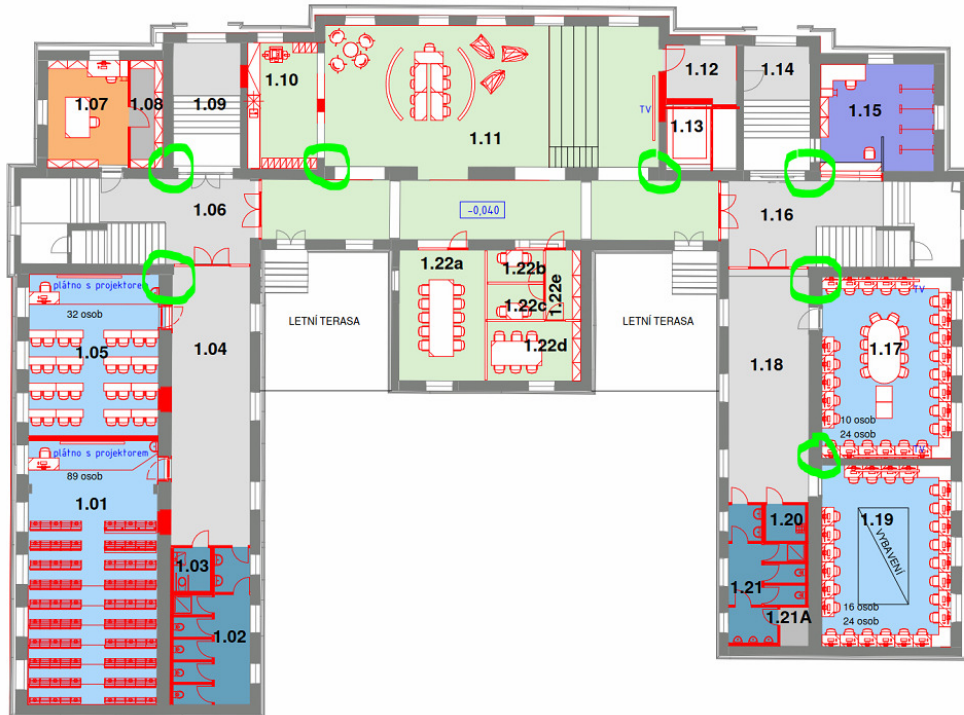 1.07
1.08
1.09
1.10
1.11
TV
1.12
1.13
1.14
1.15
1.06
-0,040
1.16
plátno s projektorem
32 osob
1.05
1.04
LETNÍ TERASA
1.22a
1.22b
1.22c
1.22d
1.22e
LETNÍ TERASA
1.18
TV
1.17
10 osob
24 osob
TV
plátno s projektorem
89 osob
1.01
1.03
1.02
1.20
1.21
1.21A
1.19
VYBAVENÍ
16 osob
24 osob